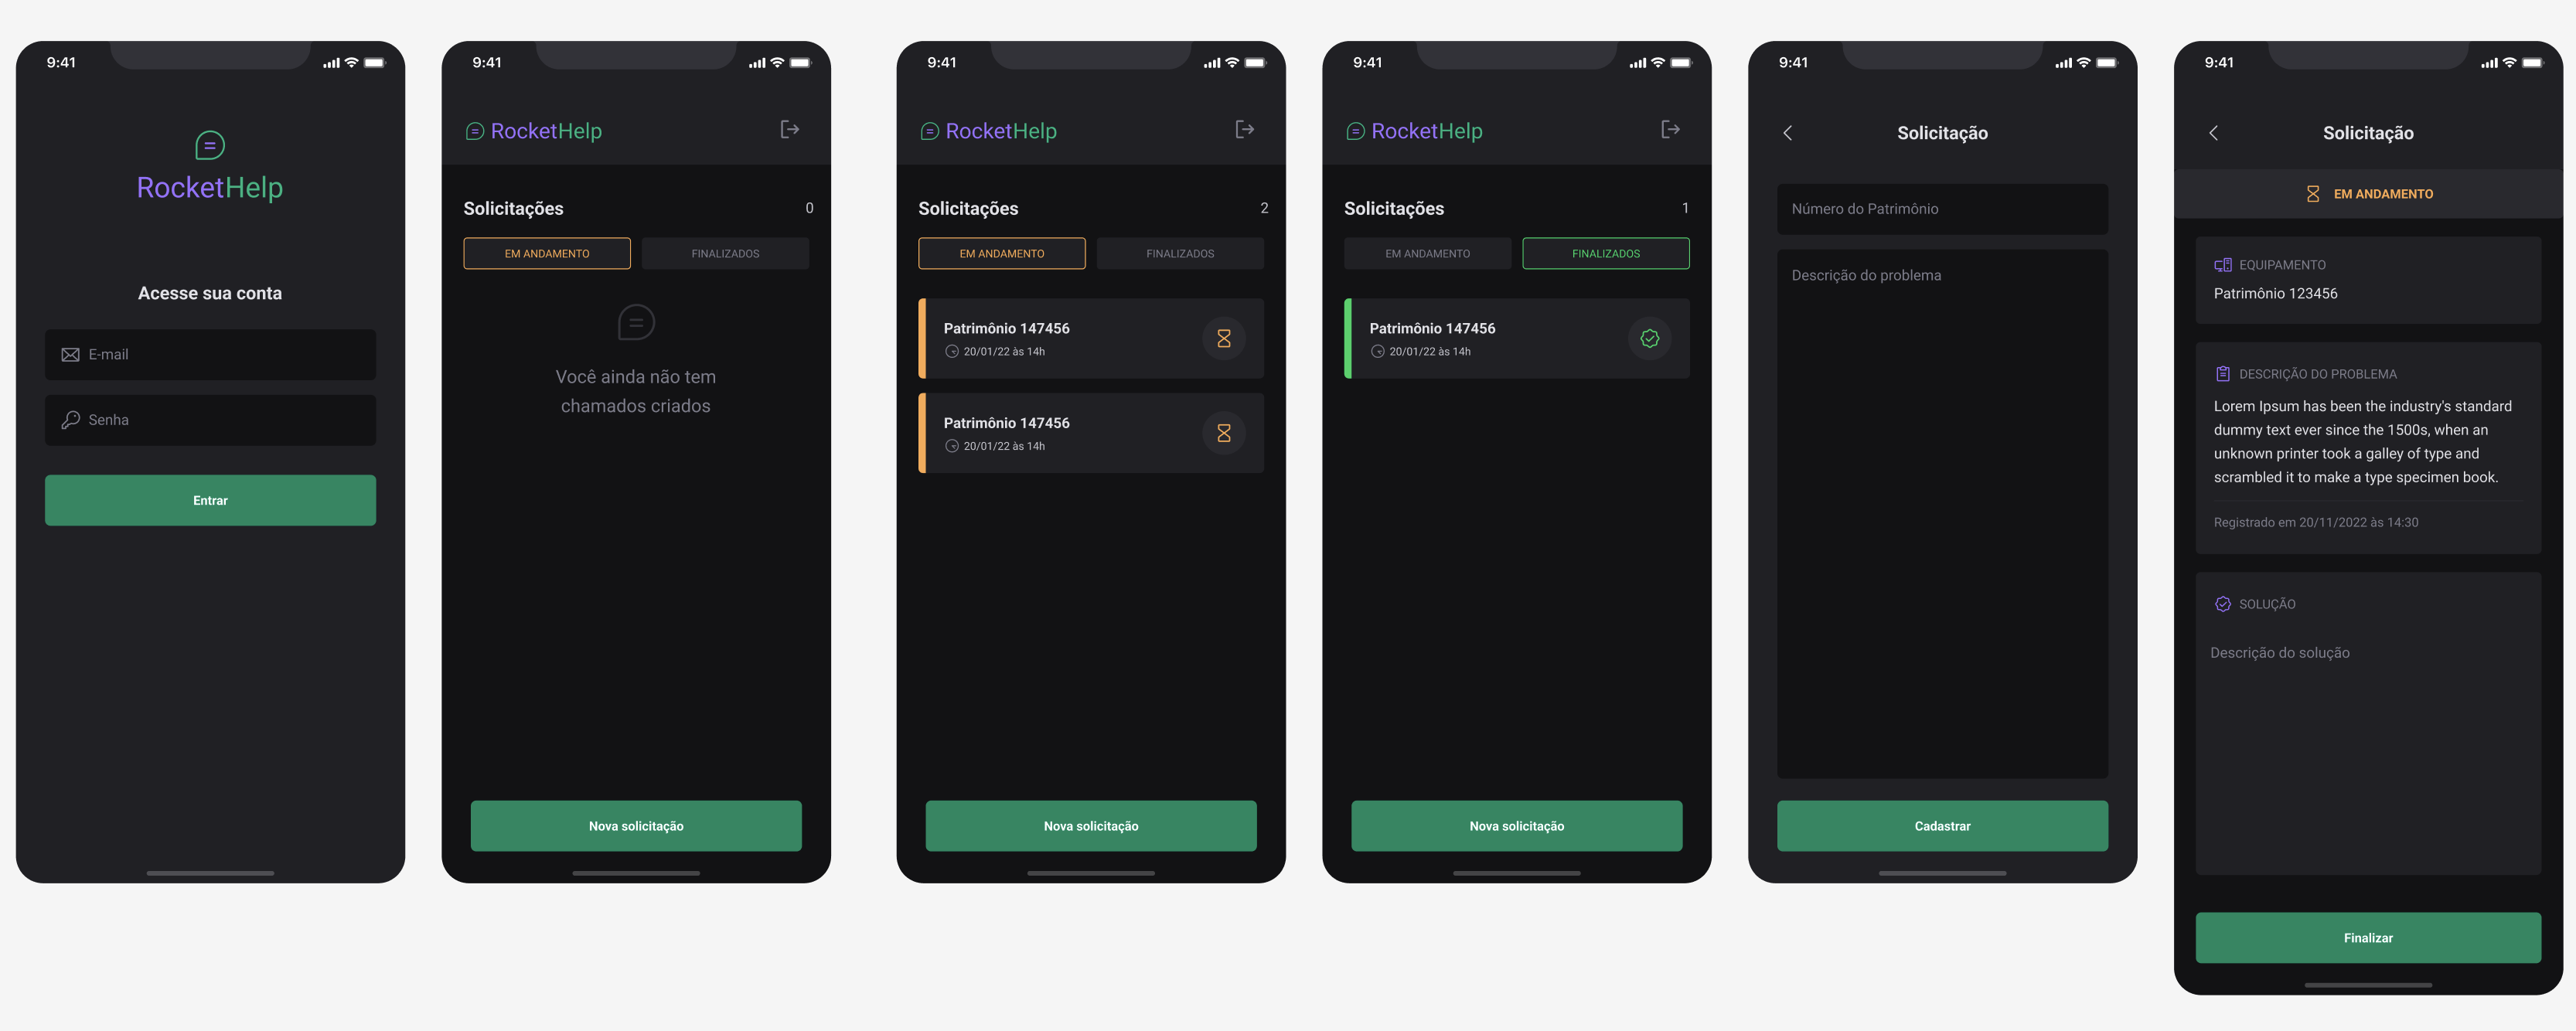 9:41
RocketHelp
Acesse sua conta
E-mail
Senha
Entrar
9:41
RocketHelp
Solicitações 0
EM ANDAMENTO FINALIZADOS
Você ainda não tem
chamados criados
Nova solicitação
9:41
RocketHelp
Solicitações 2
EM ANDAMENTO FINALIZADOS
Patrimônio 147456
20/01/22 às 14h
Patrimônio 147456
20/01/22 às 14h
Nova solicitação
9:41
RocketHelp
Solicitações 1
EM ANDAMENTO FINALIZADOS
Patrimônio 147456
20/01/22 às 14h
Nova solicitação
9:41
Solicitação
Número do Patrimônio
Descrição do problema
Cadastrar
9:41
Solicitação
EM ANDAMENTO
EQUIPAMENTO
Patrimônio 123456
DESCRIÇÃO DO PROBLEMA
Lorem Ipsum has been the industry's standard
dummy text ever since the 1500s, when an
unknown printer took a galley of type and
scrambled it to make a type specimen book.
Registrado em 20/11/2022 às 14:30
SOLUÇÃO
Descrição do solução
Finalizar